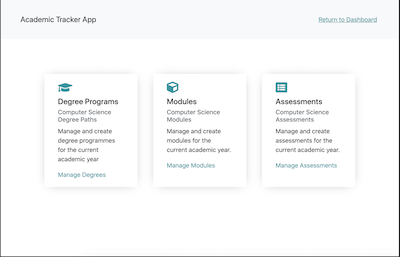 Academic Tracker App
Return to Dashboard
Degree Programs
Computer Science
Degree Paths
Manage and create
degree programmes
for the current
academic year
Manage Degrees
Modules
Computer Science
Modules
Manage and create
modules for the
current academic year.
Manage Modules
Assessments
Computer Science
Assessments
Manage and create
assessments for the
current academic year.
Manage Assessments